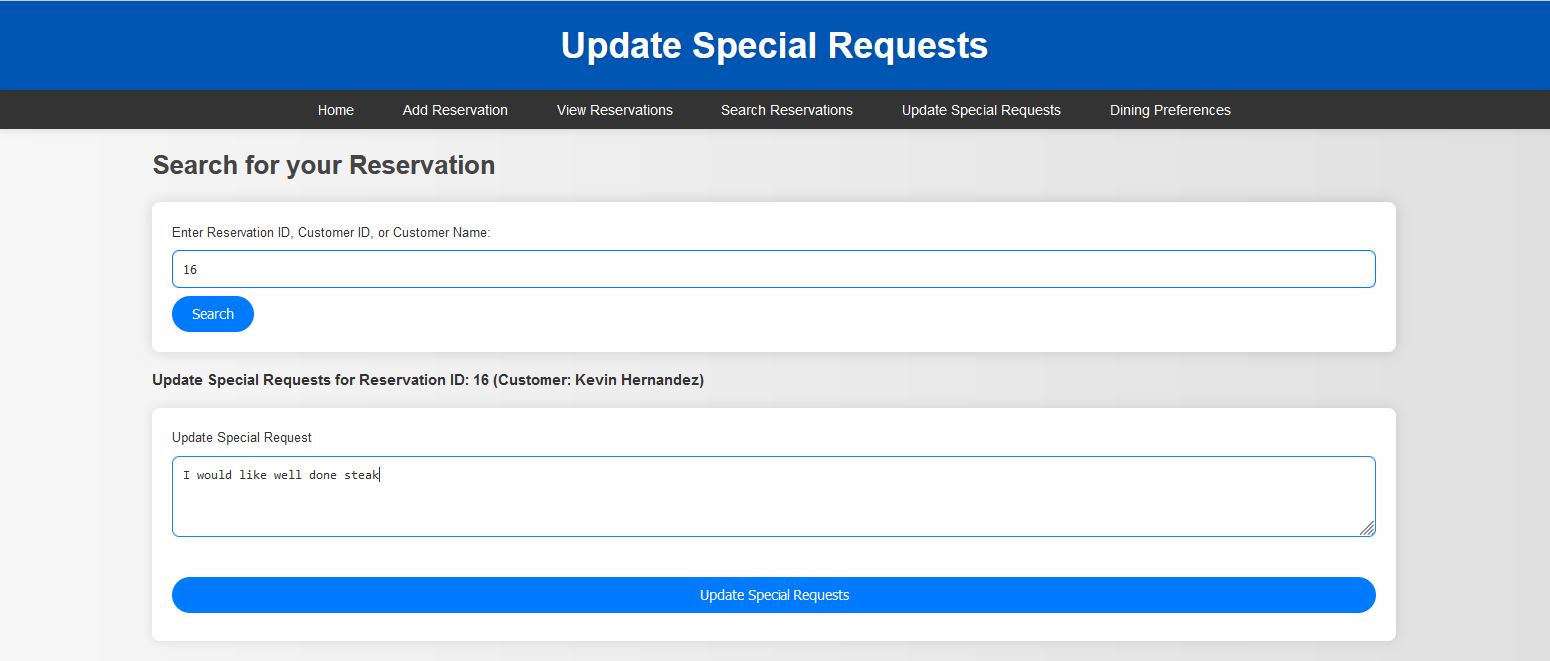 Update Special Requests
Home Add Reservation View Reservations Search Reservations Update Special Requests Dining Preferences
Search for your Reservation
Enter Reservation ID, Customer ID, or Customer Name:
16
Search
Update Special Requests for Reservation ID: 16 (Customer: Kevin Hernandez)
Update Special Request
I would like well done steak
Update Special Requests